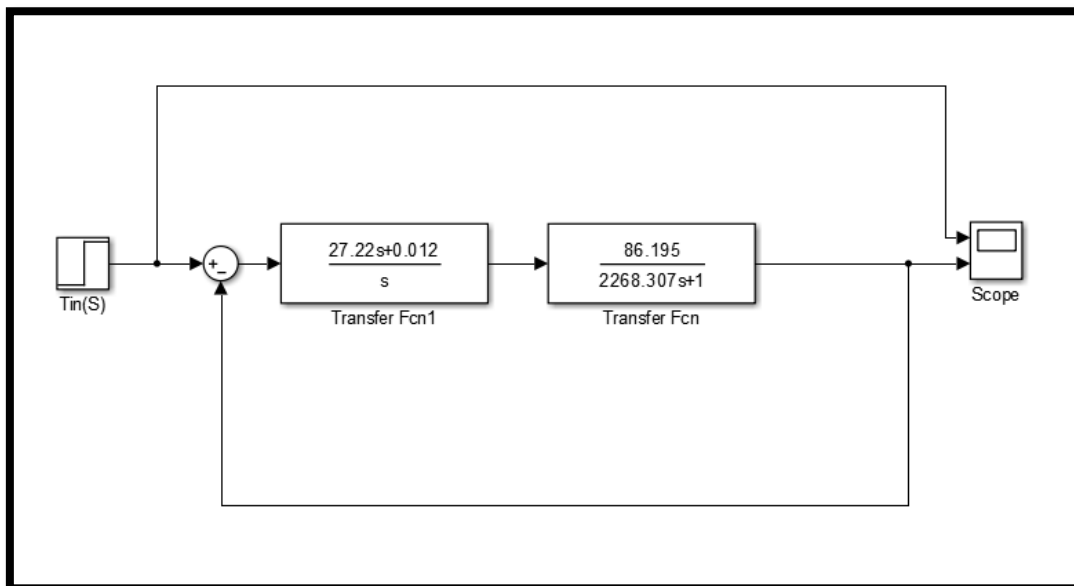 27.22s+0.012
s
86.195
2268.307s+1
+
−
Tin(S)
Transfer Fcn1
Transfer Fcn
Scope